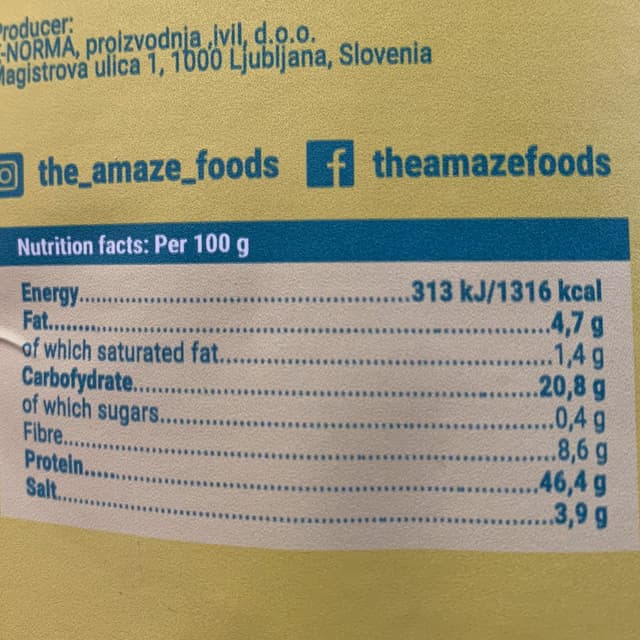 Producer:
-NORMA, proizvodnja živil, d.o.o.
Magistrova ulica 1, 1000 Ljubljana, Slovenia
the_amaze_foods
theamazefoods
Nutrition facts: Per 100 g
Energy....................313 kJ/1316 kcal
Fat....................4,7 g
of which saturated fat....................1,4 g
Carbofydrate....................20,8 g
of which sugars....................0,4 g
Fibre....................8,6 g
Protein....................46,4 g
Salt....................3,9 g